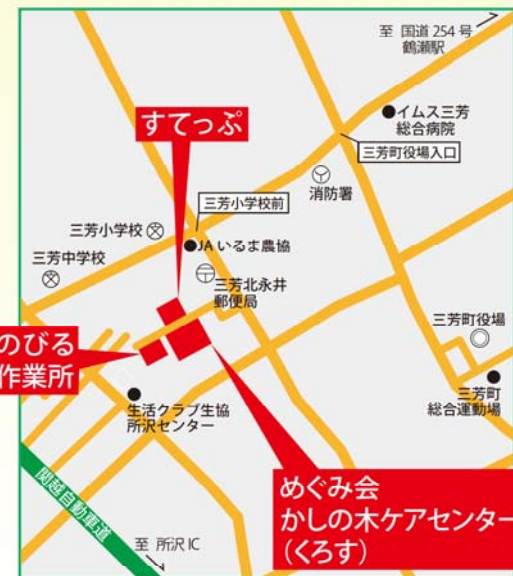 至 国道 254 号
鶴瀬駅
すてっぷ
●イムス三芳
総合病院
三芳町役場入口
消防署
三芳小学校前
三芳小学校
●JA いるま農協
三芳中学校
三芳北永井
郵便局
三芳町役場
のびる
作業所
生活クラブ生協
所沢センター
三芳町
総合運動場
関越自動車道
めぐみ会
かしの木ケアセンター
(くろす)
至 所沢 IC